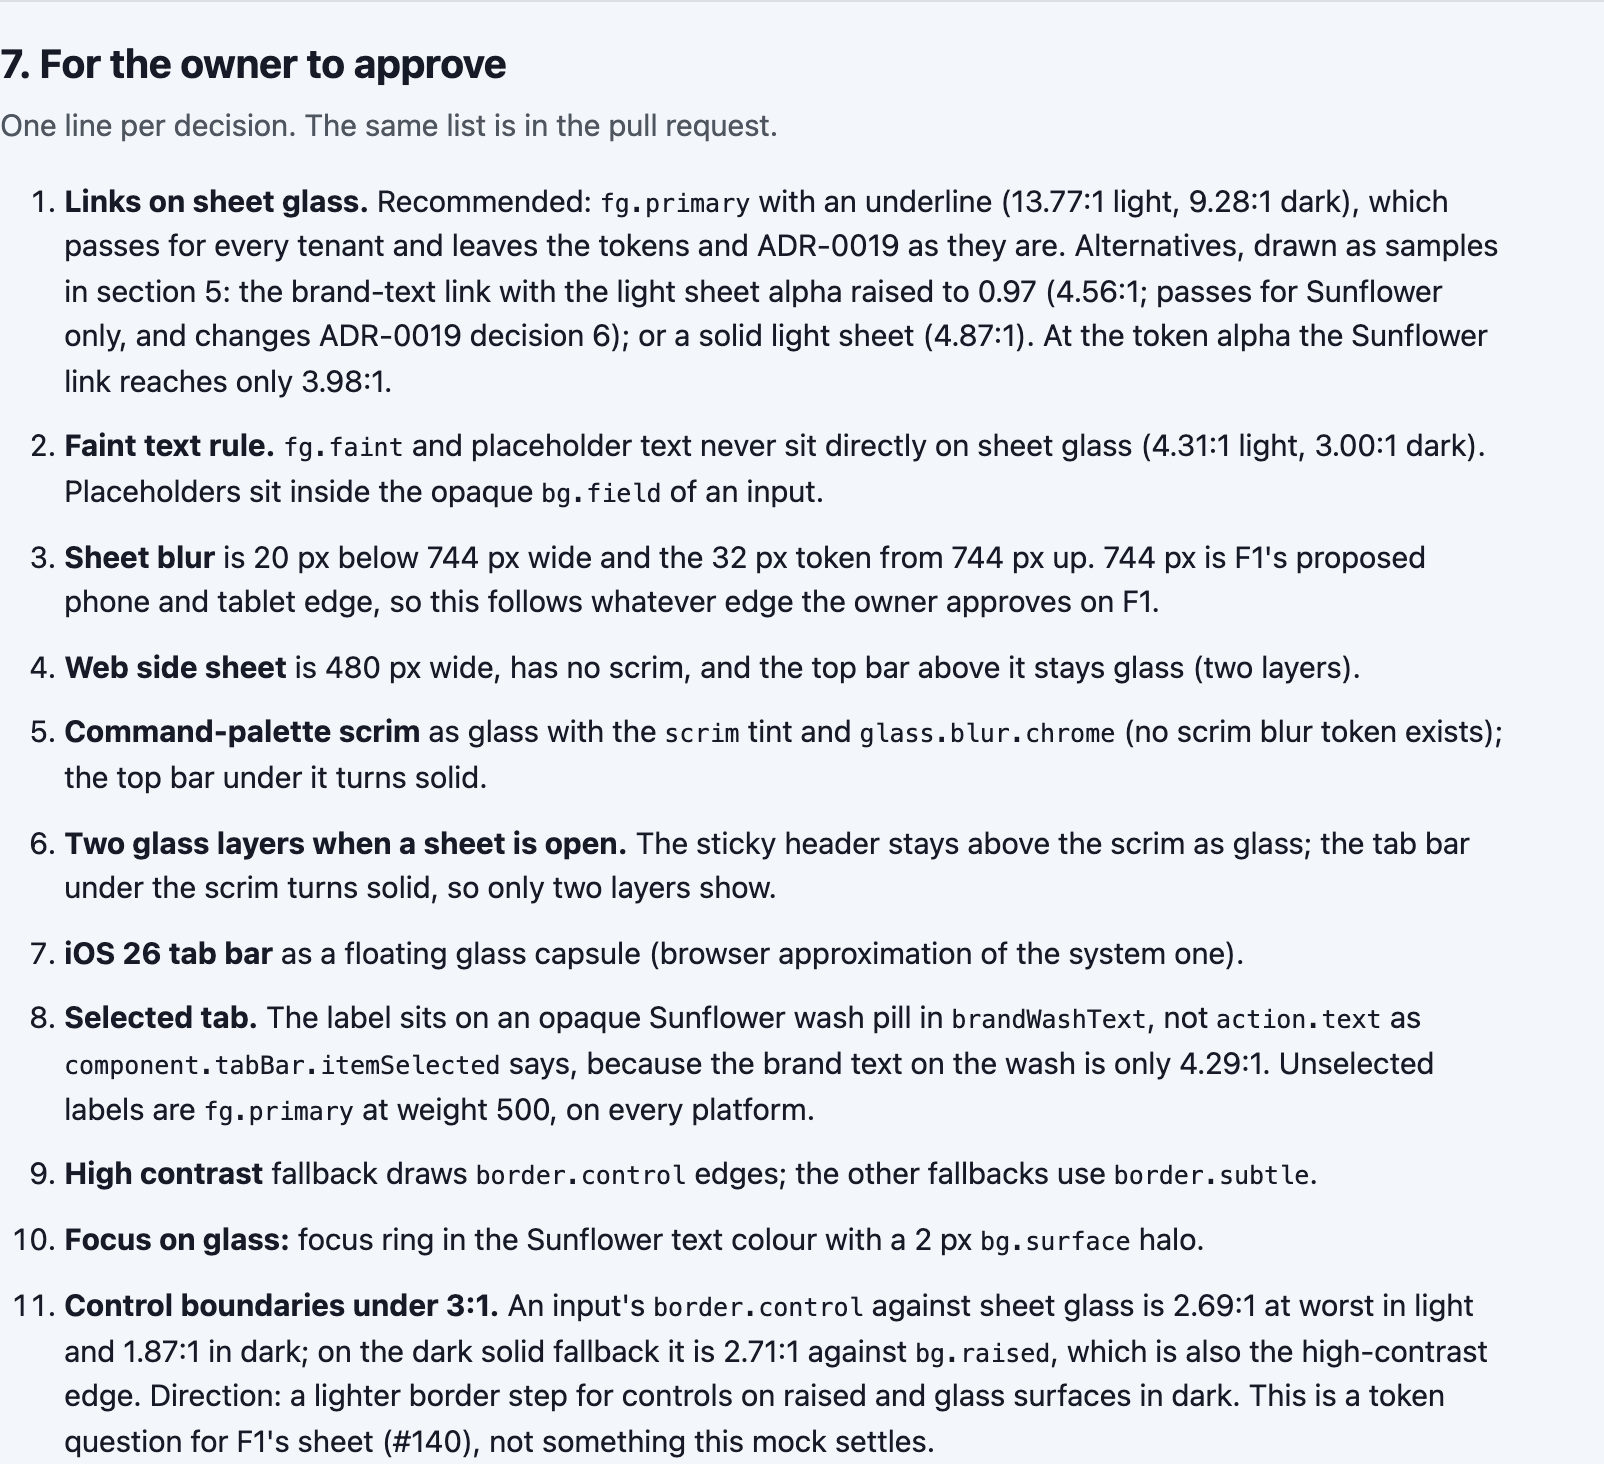 7. For the owner to approve
One line per decision. The same list is in the pull request.
1. Links on sheet glass. Recommended: fg.primary with an underline (13.77:1 light, 9.28:1 dark), which
passes for every tenant and leaves the tokens and ADR-0019 as they are. Alternatives, drawn as samples
in section 5: the brand-text link with the light sheet alpha raised to 0.97 (4.56:1; passes for Sunflower
only, and changes ADR-0019 decision 6); or a solid light sheet (4.87:1). At the token alpha the Sunflower
link reaches only 3.98:1.
2. Faint text rule. fg.faint and placeholder text never sit directly on sheet glass (4.31:1 light, 3.00:1 dark).
Placeholders sit inside the opaque bg.field of an input.
3. Sheet blur is 20 px below 744 px wide and the 32 px token from 744 px up. 744 px is F1's proposed
phone and tablet edge, so this follows whatever edge the owner approves on F1.
4. Web side sheet is 480 px wide, has no scrim, and the top bar above it stays glass (two layers).
5. Command-palette scrim as glass with the scrim tint and glass.blur.chrome (no scrim blur token exists);
the top bar under it turns solid.
6. Two glass layers when a sheet is open. The sticky header stays above the scrim as glass; the tab bar
under the scrim turns solid, so only two layers show.
7. iOS 26 tab bar as a floating glass capsule (browser approximation of the system one).
8. Selected tab. The label sits on an opaque Sunflower wash pill in brandWashText, not action.text as
component.tabBar.itemSelected says, because the brand text on the wash is only 4.29:1. Unselected
labels are fg.primary at weight 500, on every platform.
9. High contrast fallback draws border.control edges; the other fallbacks use border.subtle.
10. Focus on glass: focus ring in the Sunflower text colour with a 2 px bg.surface halo.
11. Control boundaries under 3:1. An input's border.control against sheet glass is 2.69:1 at worst in light
and 1.87:1 in dark; on the dark solid fallback it is 2.71:1 against bg.raised, which is also the high-contrast
edge. Direction: a lighter border step for controls on raised and glass surfaces in dark. This is a token
question for F1's sheet (#140), not something this mock settles.